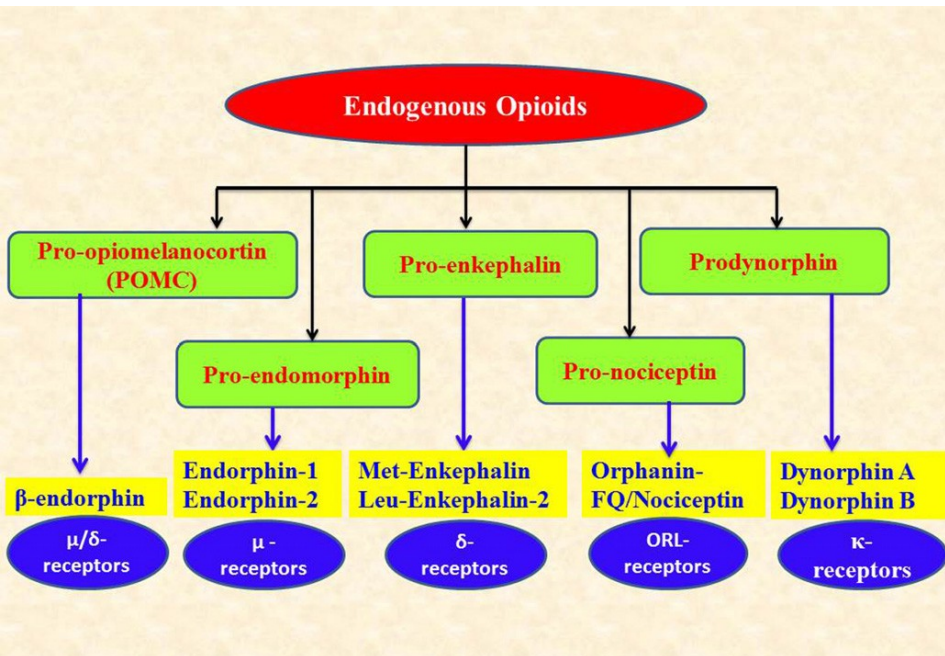 Endogenous Opioids
Pro-opiomelanocortin
(POMC)
Pro-enkephalin
Prodynorphin
Pro-endomorphin
Pro-nociceptin
β-endorphin
Endorphin-1
Endorphin-2
Met-Enkephalin
Leu-Enkephalin-2
Orphanin-
FQ/Nociceptin
Dynorphin A
Dynorphin B
μ/δ-
receptors
μ -
receptors
δ-
receptors
ORL-
receptors
κ-
receptors